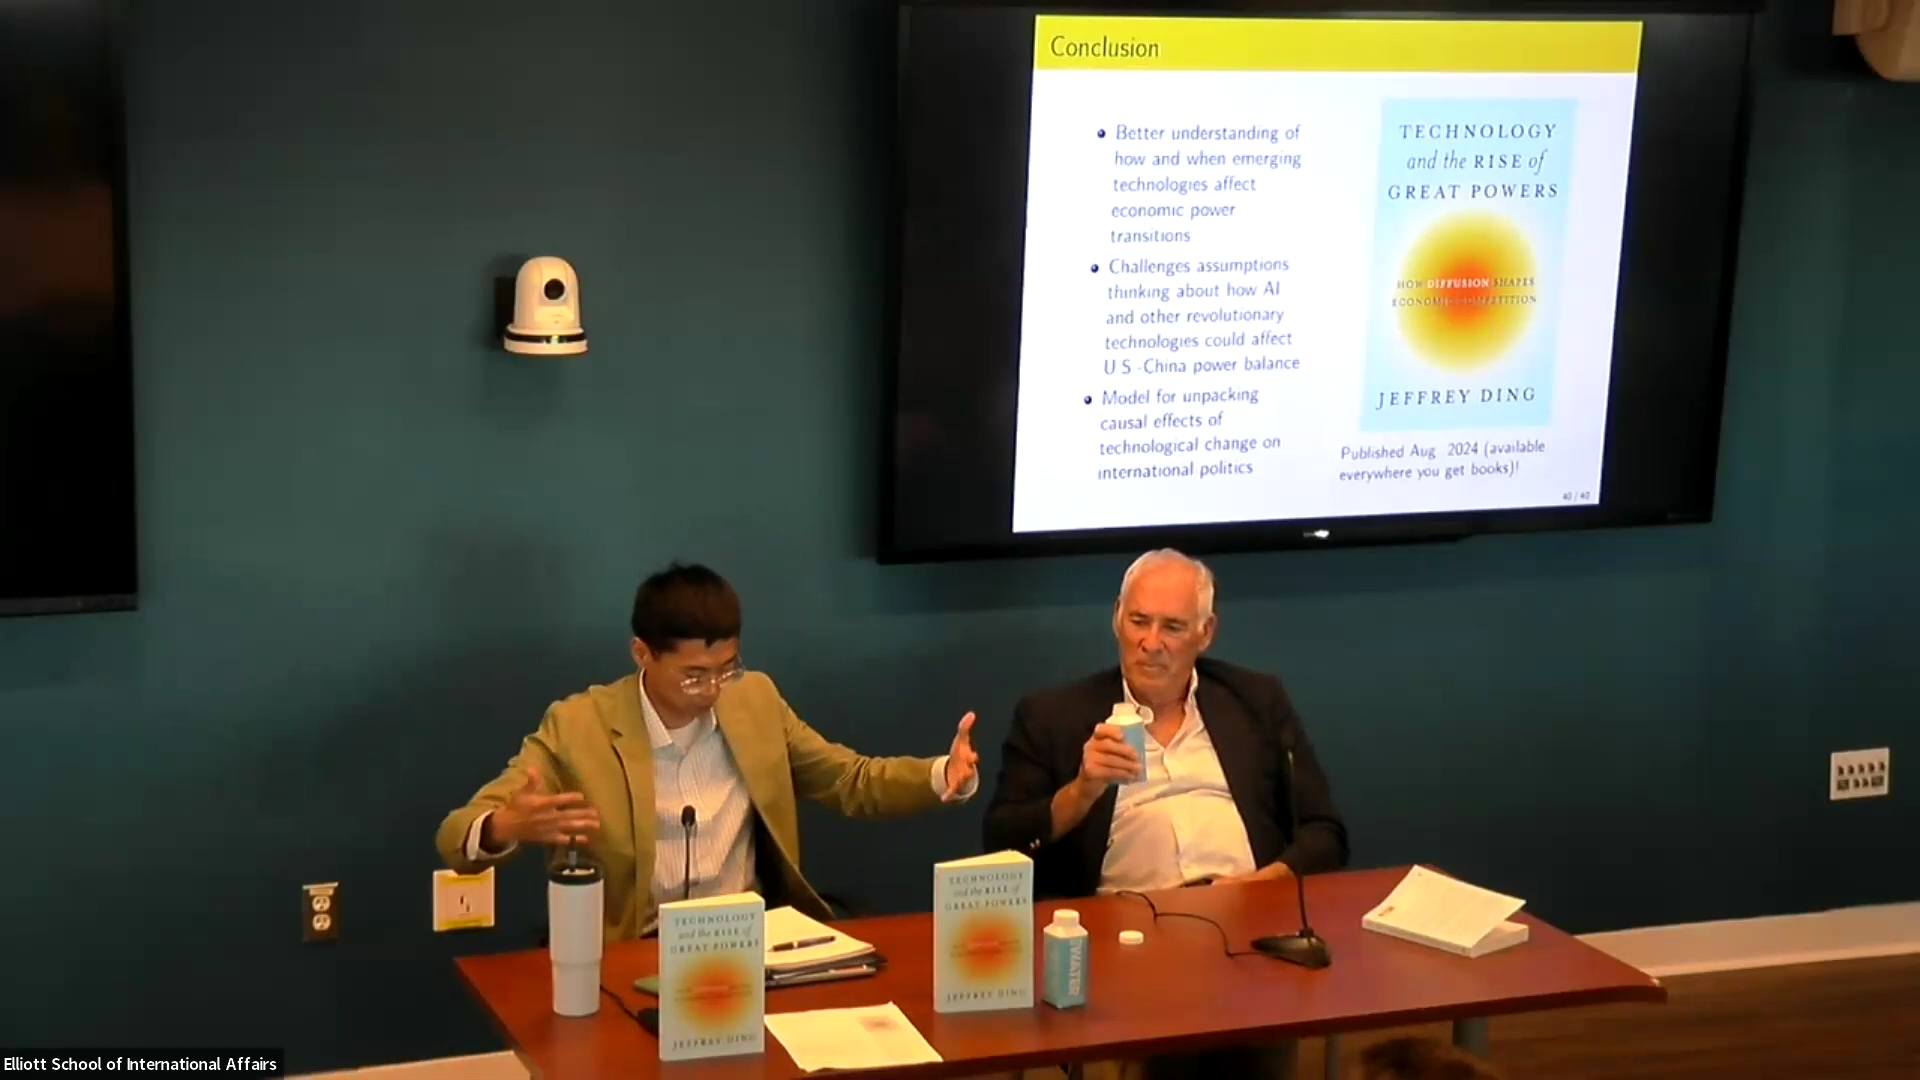 Conclusion
Better understanding of
how and when emerging
technologies affect
economic power
transitions
Challenges assumptions
thinking about how AI
and other revolutionary
technologies could affect
U S -China power balance
Model for unpacking
causal effects of
technological change on
international politics
TECHNOLOGY
and the RISE of
GREAT POWERS
HOW DIFFUSION SHAPES
ECONOMIC COMPETITION
JEFFREY DING
Published Aug 2024 (available
everywhere you get books)!
40 / 40
TECHNOLOGY
and the RISE of
GREAT POWERS
JEFFREY DING
TECHNOLOGY
and the RISE of
GREAT POWERS
JEFFREY DING
WATER
Elliott School of International Affairs